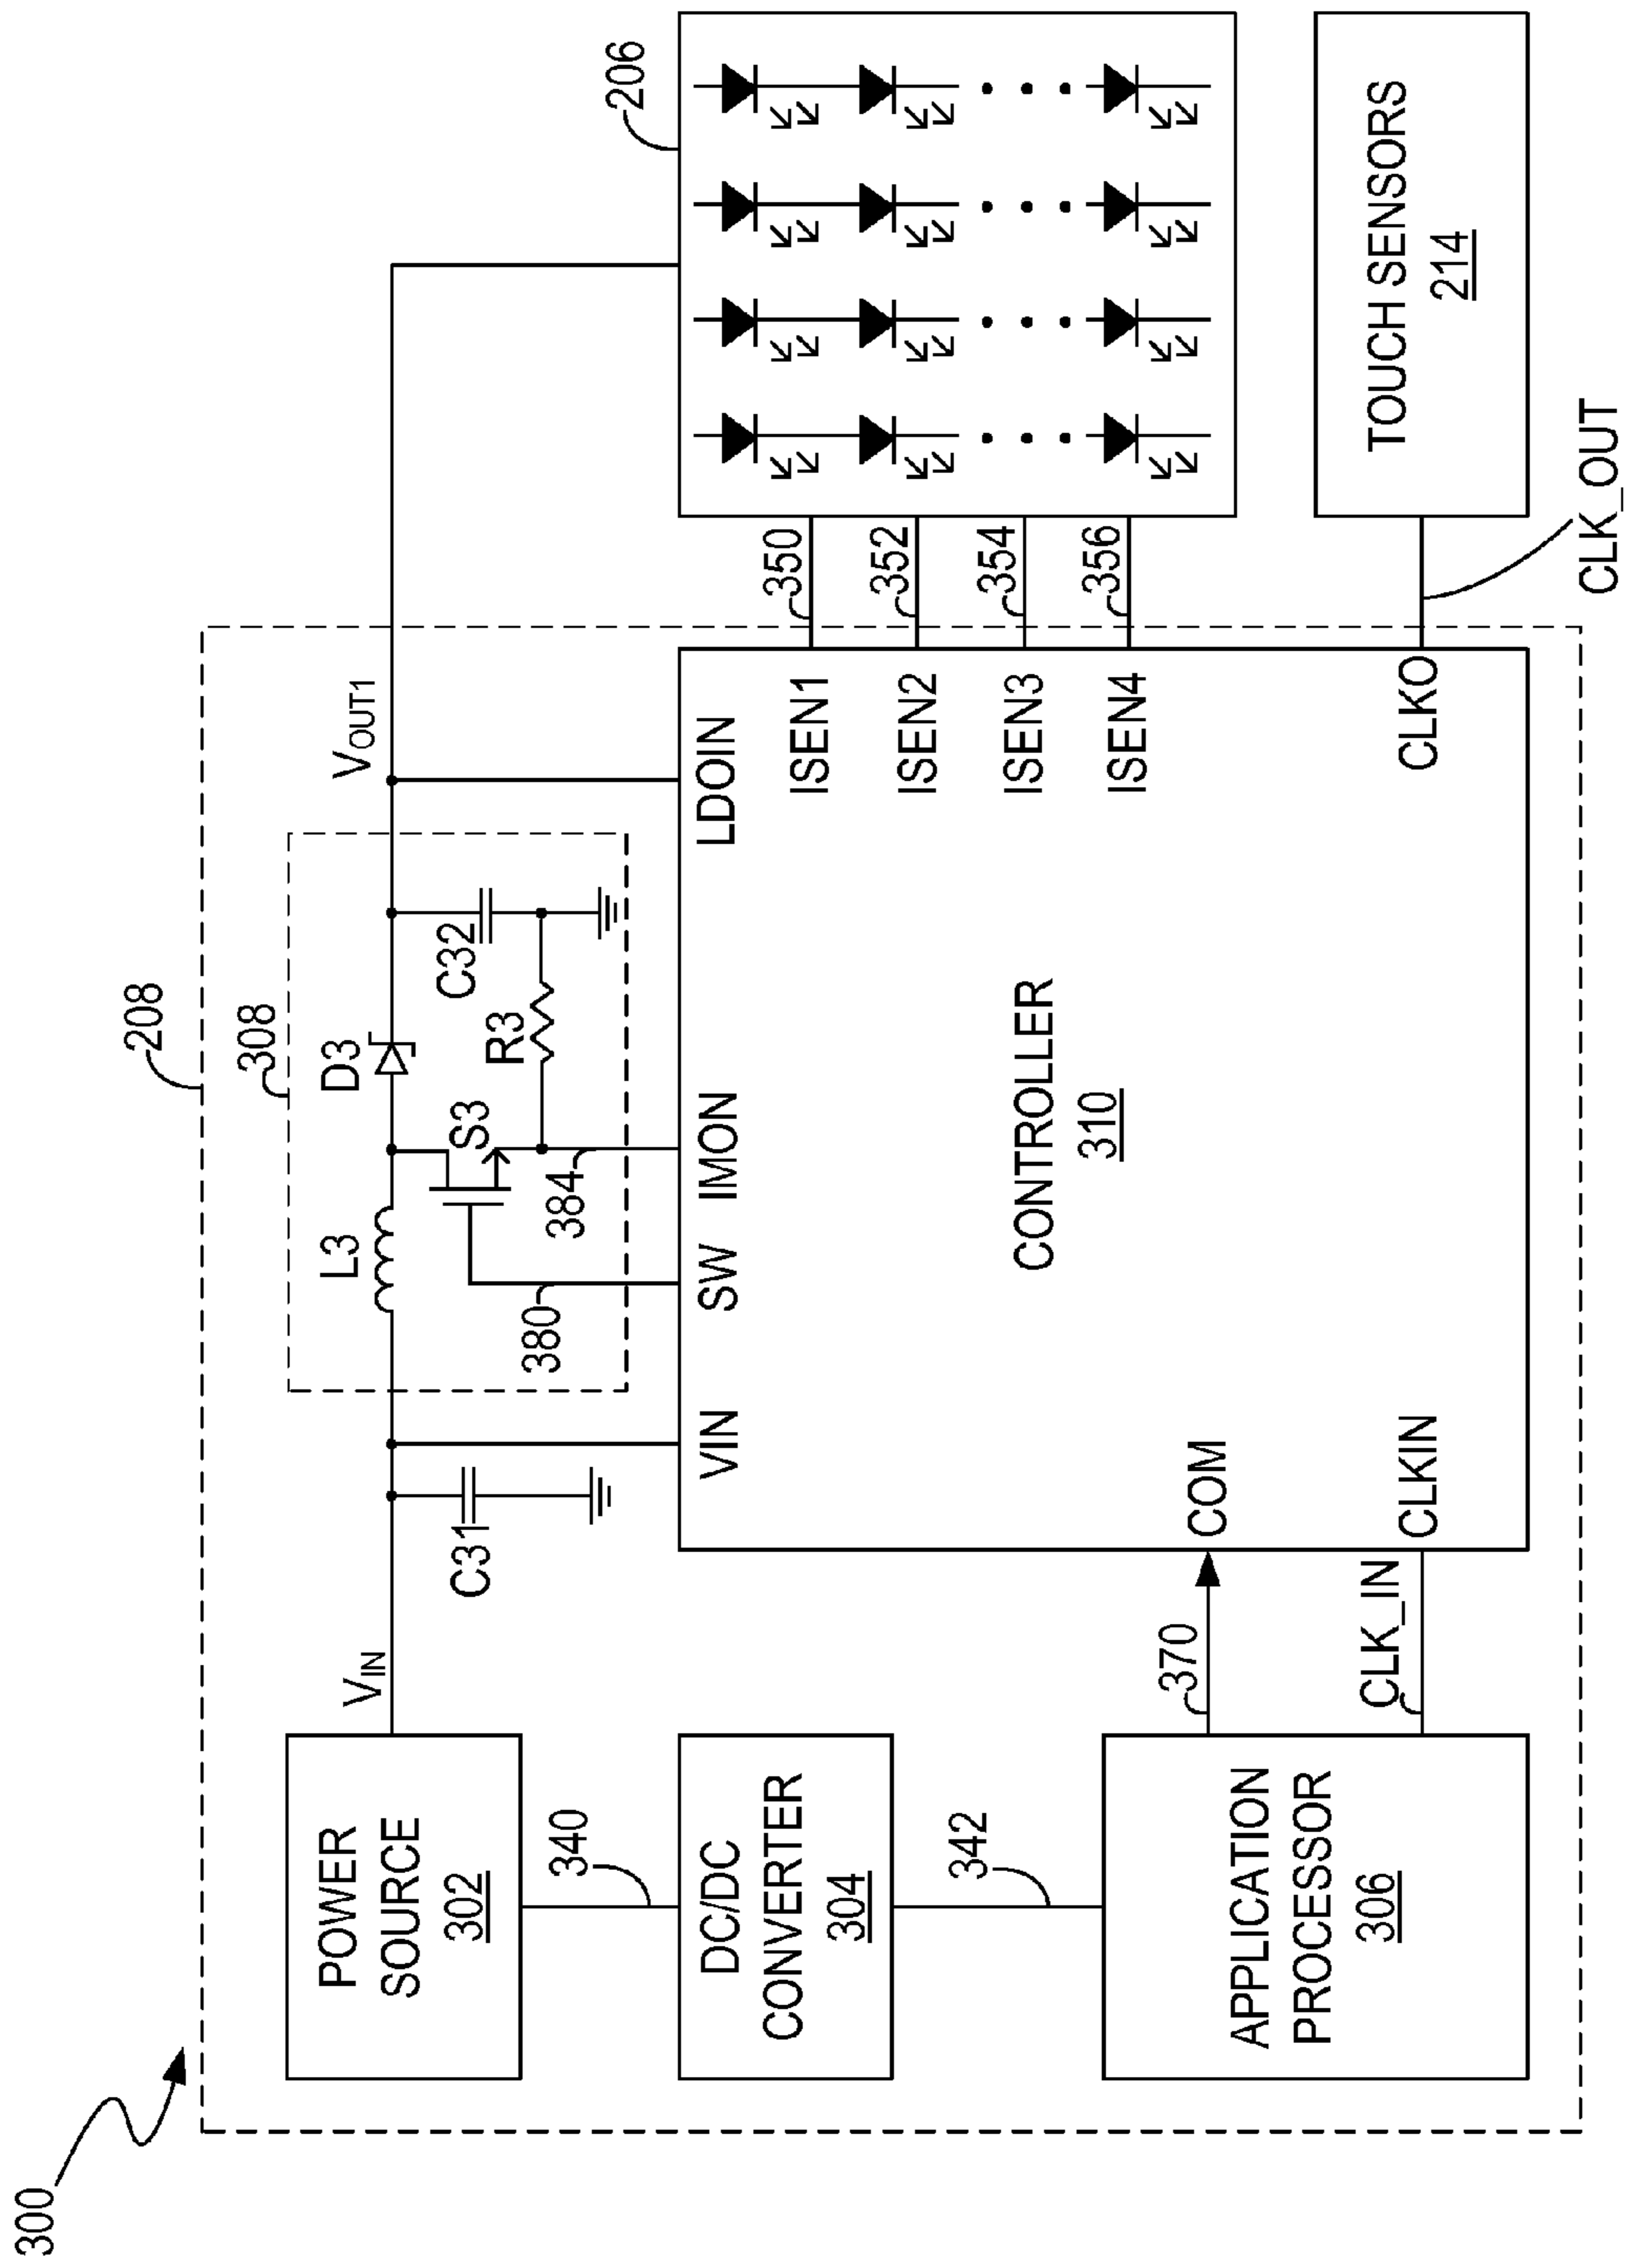 300
208
308
206
V_IN
L3
D3
V_OUT1
C31
S3
R3
C32
380
384
POWER
SOURCE
302
340
DC/DC
CONVERTER
304
342
APPLICATION
PROCESSOR
306
370
CLK_IN
VIN
SW
IMON
LDOIN
COM
CLKIN
CONTROLLER
310
ISEN1
ISEN2
ISEN3
ISEN4
CLKO
350
352
354
356
TOUCH SENSORS
214
CLK_OUT